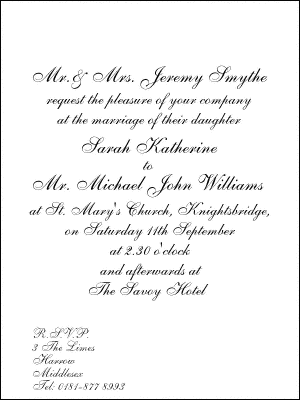 Mr. & Mrs. Jeremy Smythe
request the pleasure of your company
at the marriage of their daughter
Sarah Katherine
to
Mr. Michael John Williams
at St. Mary's Church, Knightsbridge,
on Saturday 11th September
at 2.30 o'clock
and afterwards at
The Savoy Hotel
R.S.V.P.
3 The Limes
Harrow
Middlesex
Tel: 0181-877 8993